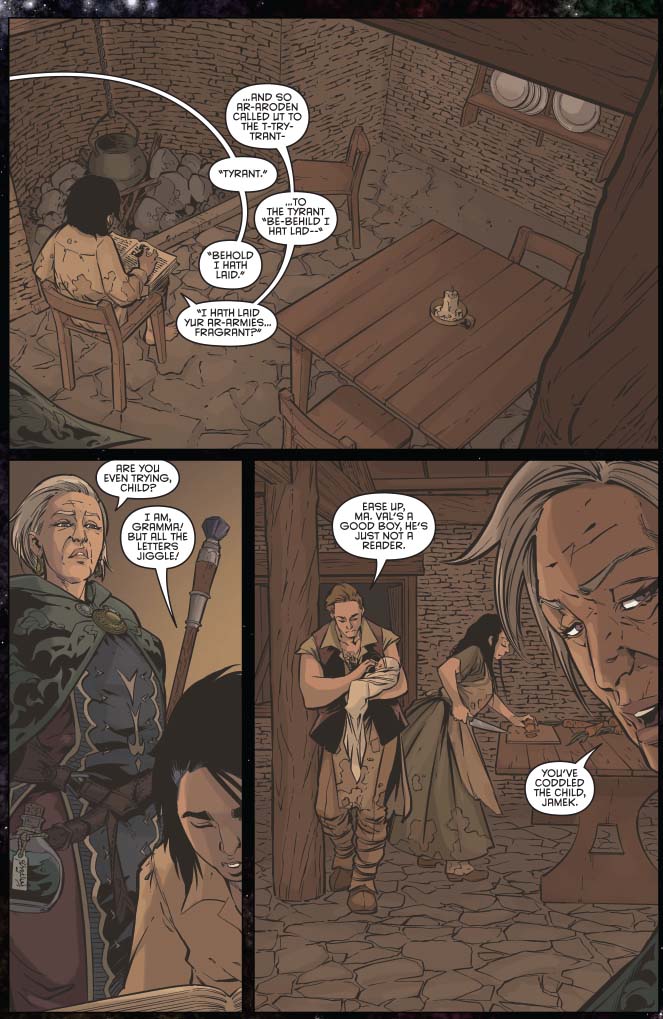 ...AND SO
AR-ARODEN
CALLED UT TO
THE T-TRY-
TRANT-
"TYRANT."
...TO
THE TYRANT
"BE-BEHILD I
HAT LAD--"
"BEHOLD
I HATH
LAID."
"I HATH LAID
YUR AR-ARMIES...
FRAGRANT?"
ARE YOU
EVEN TRYING,
CHILD?
I AM,
GRAMMA!
BUT ALL THE
LETTERS
JIGGLE!
EASE UP,
MA. VAL'S A
GOOD BOY, HE'S
JUST NOT A
READER.
YOU'VE
CODDLED
THE CHILD,
JAMEK.